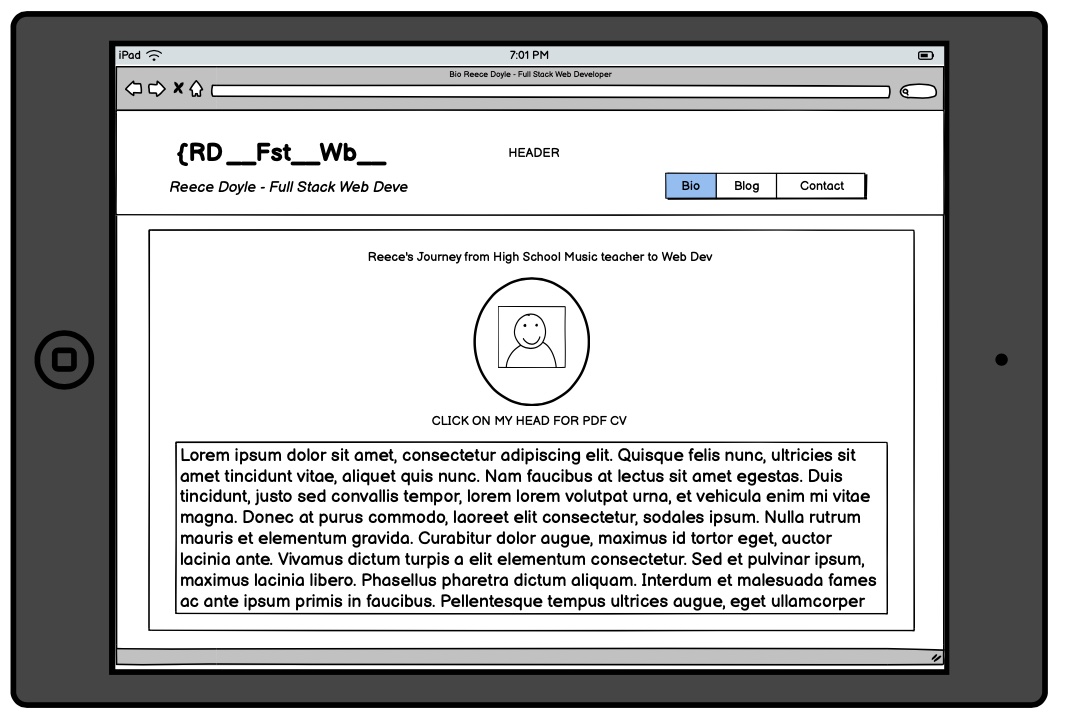 iPad
7:01 PM
Bio Reece Doyle - Full Stack Web Developer
{RD__Fst__Wb__
HEADER
Reece Doyle - Full Stack Web Deve
Bio Blog Contact
Reece's Journey from High School Music teacher to Web Dev
CLICK ON MY HEAD FOR PDF CV
Lorem ipsum dolor sit amet, consectetur adipiscing elit. Quisque felis nunc, ultricies sit
amet tincidunt vitae, aliquet quis nunc. Nam faucibus at lectus sit amet egestas. Duis
tincidunt, justo sed convallis tempor, lorem lorem volutpat urna, et vehicula enim mi vitae
magna. Donec at purus commodo, laoreet elit consectetur, sodales ipsum. Nulla rutrum
mauris et elementum gravida. Curabitur dolor augue, maximus id tortor eget, auctor
lacinia ante. Vivamus dictum turpis a elit elementum consectetur. Sed et pulvinar ipsum,
maximus lacinia libero. Phasellus pharetra dictum aliquam. Interdum et malesuada fames
ac ante ipsum primis in faucibus. Pellentesque tempus ultrices augue, eget ullamcorper